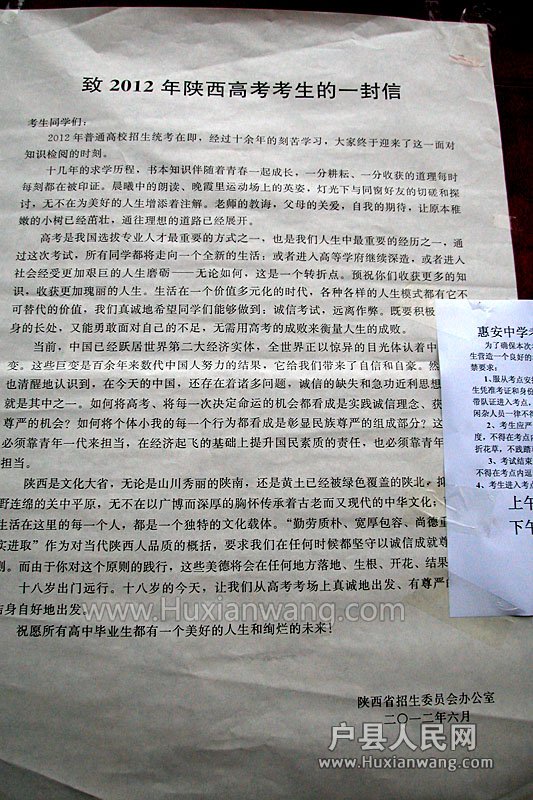 致 2012 年陕西高考考生的一封信
考生同学们：
2012 年普通高校招生统考在即，经过十余年的刻苦学习，大家终于迎来了这一面对
知识检阅的时刻。
十几年的求学历程，书本知识伴随着青春一起成长，一分耕耘、一分收获的道理每时
每刻都在被印证。晨曦中的朗读、晚霞里运动场上的英姿，灯光下与同窗好友的切磋和探
讨，无不在为美好的人生增添着注解。老师的教诲，父母的关爱，自我的期待，让原本稚
嫩的小树已经茁壮，通往理想的道路已经展开。
高考是我国选拔专业人才最重要的方式之一，也是我们人生中最重要的经历之一，通
过这次考试，所有同学都将走向一个全新的生活：或者进入高等学府继续深造，或者进入
社会经受更加艰巨的人生磨砺——无论如何，这是一个转折点。预祝你们收获更多的知
识，收获更加瑰丽的人生。生活在一个价值多元化的时代，各种各样的人生模式都有它不
可替代的价值，我们真诚地希望同学们能够做到：诚信考试，远离作弊。既要积极
身的长处，又能勇敢面对自己的不足，无需用高考的成败来衡量人生的成败。
当前，中国已经跃居世界第二大经济实体，全世界正以惊异的目光体认着中
变。这些巨变是百余年来数代中国人努力的结果，它给我们带来了自信和自豪。然
也清醒地认识到，在今天的中国，还存在着诸多问题，诚信的缺失和急功近利思想
就是其中之一。如何将高考、将每一次决定命运的机会都看成是实践诚信理念、获
尊严的机会？如何将个体小我的每一个行为都看成是彰显民族尊严的组成部分？这
必须靠青年一代来担当，在经济起飞的基础上提升国民素质的责任，也必须靠青年
担当。
陕西是文化大省，无论是山川秀丽的陕南，还是黄土已经被绿色覆盖的陕北，抑
野连绵的关中平原，无不在以广博而深厚的胸怀传承着古老而又现代的中华文化；
生活在这里的每一个人，都是一个独特的文化载体。“勤劳质朴、宽厚包容、尚德重
实进取”作为对当代陕西人品质的概括，要求我们在任何时候都坚守以诚信成就尊
则。而由于你对这个原则的践行，这些美德将会在任何地方落地、生根、开花、结果
十八岁出门远行。十八岁的今天，让我们从高考考场上真诚地出发、有尊严
洁身自好地出发。
祝愿所有高中毕业生都有一个美好的人生和绚烂的未来！
陕西省招生委员会办公室
二〇一二年六月
惠安中学考
为了确保本次
生营造一个良好的
禁要求：
1、服从考点安
生凭准考证和身份
带队证进入考点，
闲杂人员一律不得
2、考生应严
度，不得在考点内
折花草，不践踏
3、考试结束
不得在考点内逗
4、考生进入考
上午
下午
www.Huxianwang.com
户县人民网
www.Huxianwang.com